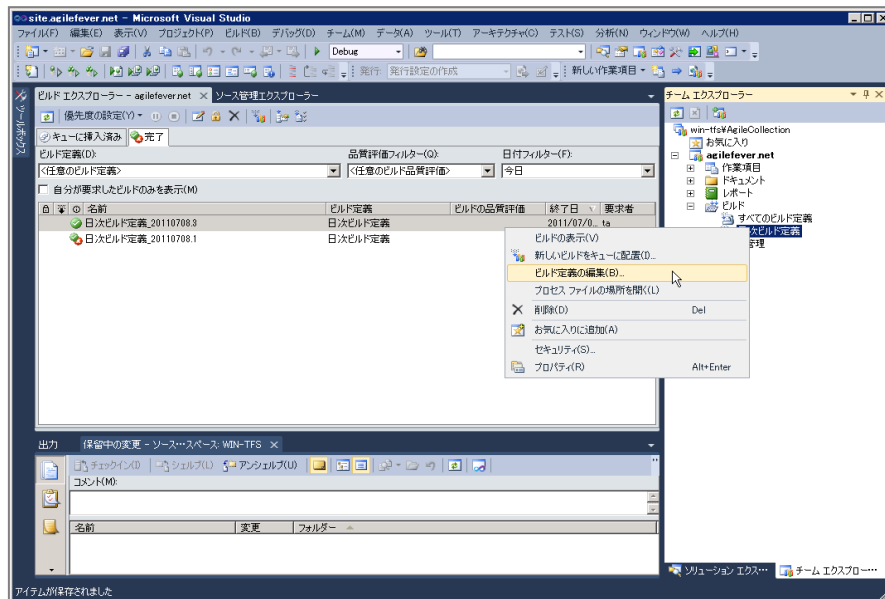 site.agilefever.net - Microsoft Visual Studio
ファイル(F) 編集(E) 表示(V) プロジェクト(P) ビルド(B) デバッグ(D) チーム(M) データ(A) ツール(T) アーキテクチャ(C) テスト(S) 分析(N) ウィンドウ(W) ヘルプ(H)
Debug
発行: 発行設定の作成 新しい作業項目
ツールボックス
ビルド エクスプローラー - agilefever.net ソース管理エクスプローラー
優先度の設定(Y)
キューに挿入済み 完了
ビルド定義(D): 品質評価フィルター(Q): 日付フィルター(F):
<任意のビルド定義> <任意のビルド品質評価> 今日
自分が要求したビルドのみを表示(M)
名前 ビルド定義 ビルドの品質評価 終了日 要求者
日次ビルド定義_20110708.3 日次ビルド定義 2011/07/0... ta
日次ビルド定義_20110708.1 日次ビルド定義
ビルドの表示(V)
新しいビルドをキューに配置(I)...
ビルド定義の編集(B)...
プロセス ファイルの場所を開く(L)
削除(D) Del
お気に入りに追加(A)
セキュリティ(S)...
プロパティ(R) Alt+Enter
チーム エクスプローラー
win-tfs¥AgileCollection
お気に入り
agilefever.net
作業項目
ドキュメント
レポート
ビルド
すべてのビルド定義
次ビルド定義
管理
出力 保留中の変更 - ソース…スペース: WIN-TFS
チェックイン(I) シェルブ(L) アンシェルブ(U)
コメント(M):
名前 変更 フォルダー
ソリューション エクス… チーム エクスプロー…
アイテムが保存されました